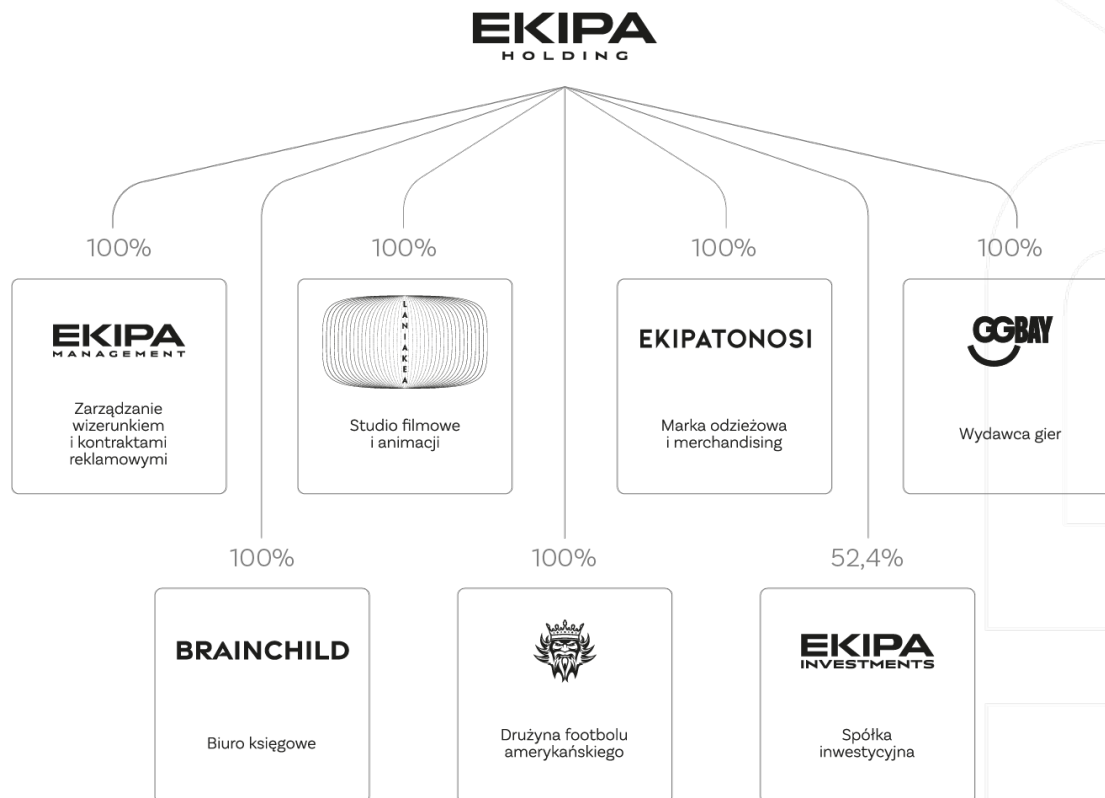 EKIPA
HOLDING
100%
100%
100%
100%
EKIPA
MANAGEMENT
LANIAKEA
EKIPATONOSI
GGBAY
Zarządzanie
wizerunkiem
i kontraktami
reklamowymi
Studio filmowe
i animacji
Marka odzieżowa
i merchandising
Wydawca gier
100%
100%
52,4%
BRAINCHILD
EKIPA
INVESTMENTS
Biuro księgowe
Drużyna footbolu
amerykańskiego
Spółka
inwestycyjna